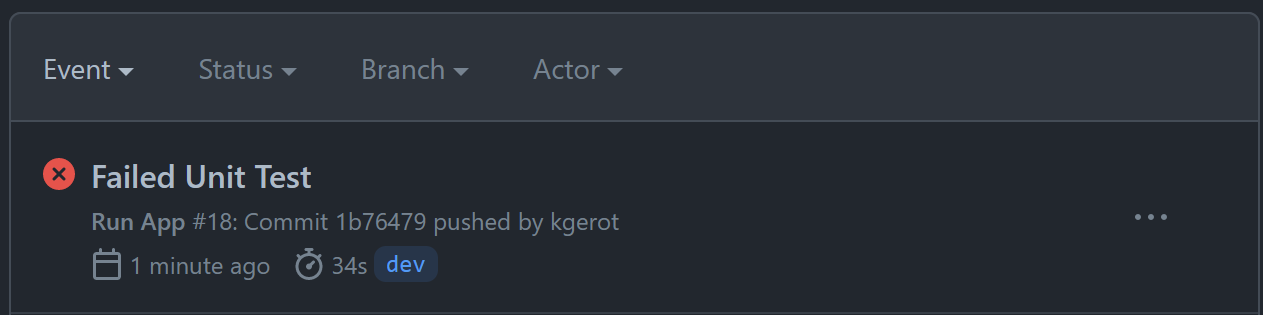 Event Status Branch Actor
Failed Unit Test
Run App #18: Commit 1b76479 pushed by kgerot
1 minute ago 34s dev